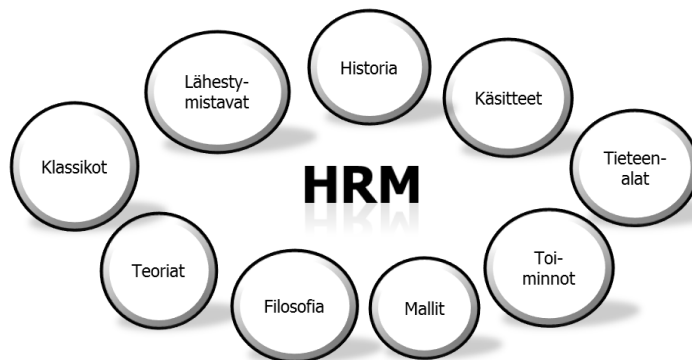 Historia
Lähesty-
mistavat
Käsitteet
Klassikot
Tieteen-
alat
HRM
Teoriat
Toi-
minnot
Filosofia
Mallit